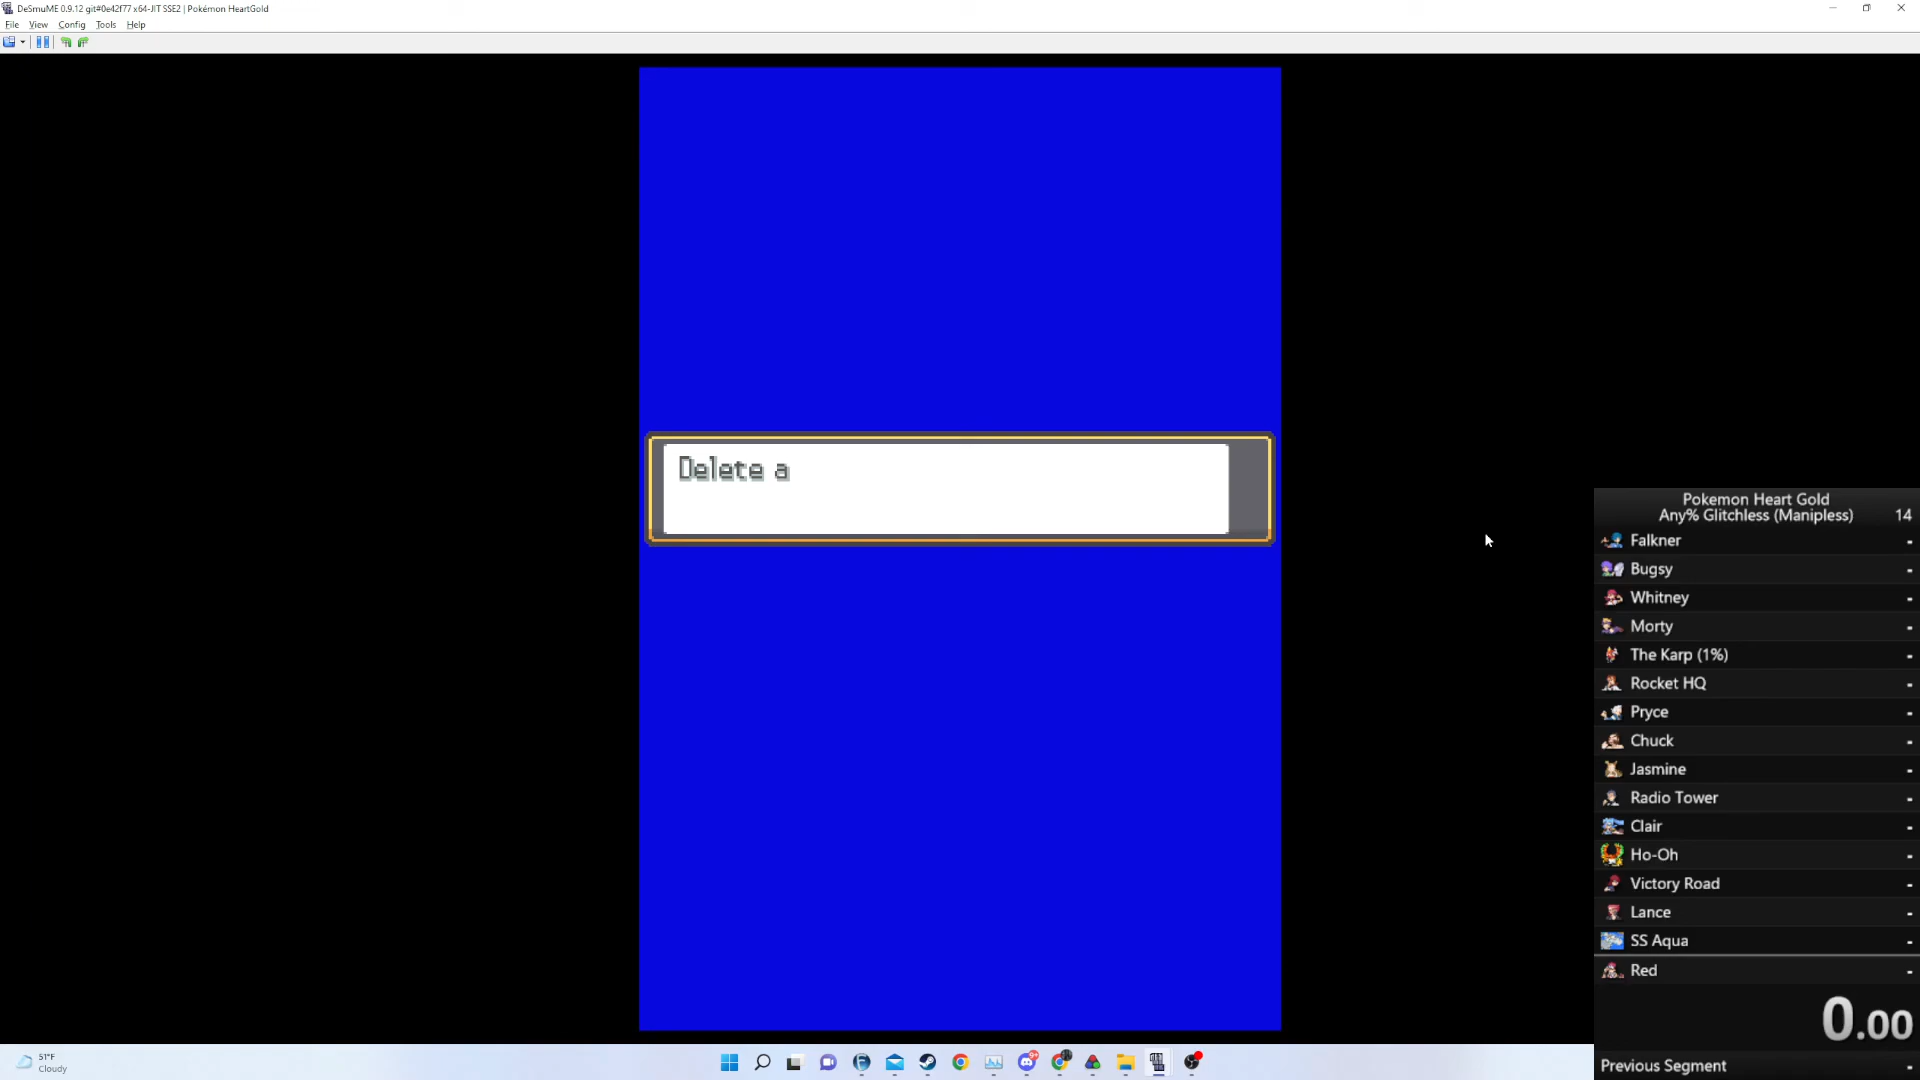 DeSmuME 0.9.12 git#0e42f77 x64-JIT SSE2 | Pokémon HeartGold
File View Config Tools Help
Delete a
Pokemon Heart Gold
Any% Glitchless (Manipless) 14
Falkner -
Bugsy -
Whitney -
Morty -
The Karp (1%) -
Rocket HQ -
Pryce -
Chuck -
Jasmine -
Radio Tower -
Clair -
Ho-Oh -
Victory Road -
Lance -
SS Aqua -
Red -
0.00
Previous Segment -
51°F
Cloudy